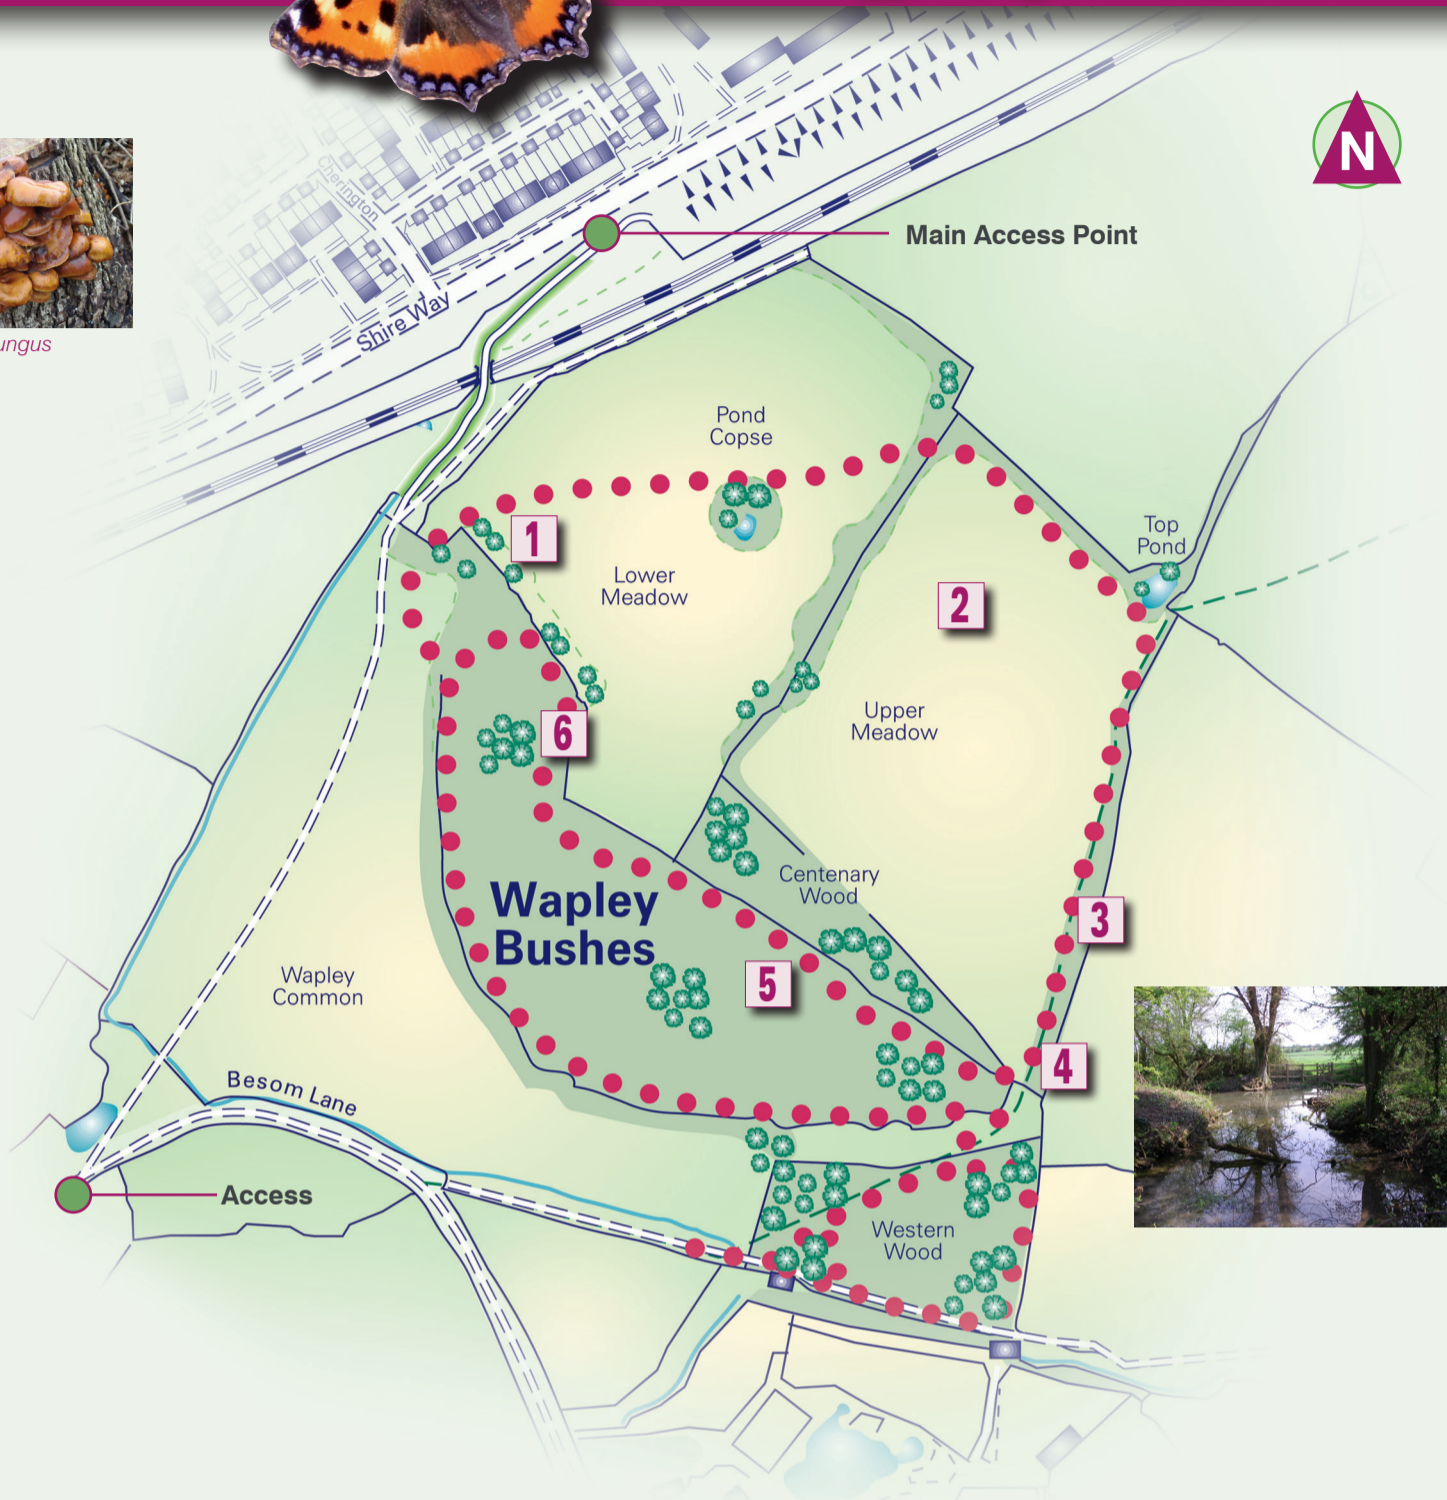 N
Cherington
Main Access Point
Shire Way
ungus
Pond
Copse
1
Top
Pond
Lower
Meadow
2
Upper
Meadow
6
Centenary
Wood
Wapley
Bushes
3
5
Wapley
Common
4
Besom Lane
Access
Western
Wood